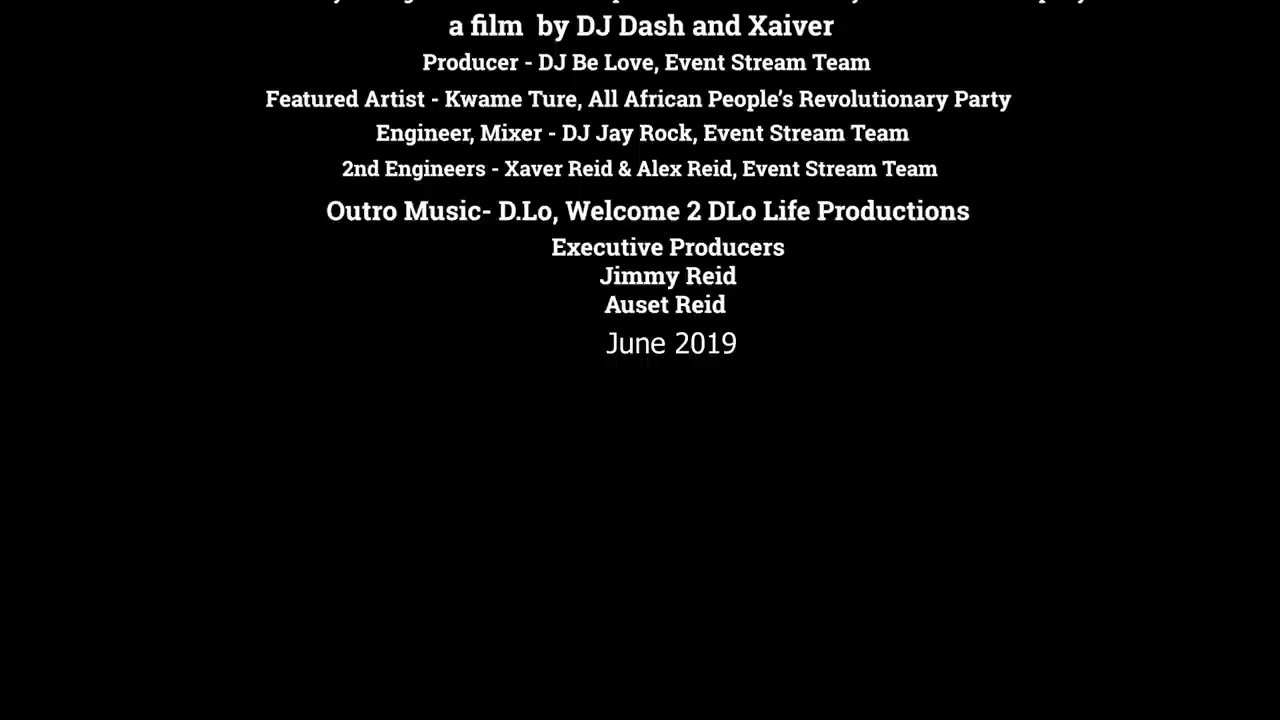 a film by DJ Dash and Xaiver
Producer - DJ Be Love, Event Stream Team
Featured Artist - Kwame Ture, All African People’s Revolutionary Party
Engineer, Mixer - DJ Jay Rock, Event Stream Team
2nd Engineers - Xaver Reid & Alex Reid, Event Stream Team
Outro Music- D.Lo, Welcome 2 DLo Life Productions
Executive Producers
Jimmy Reid
Auset Reid
June 2019